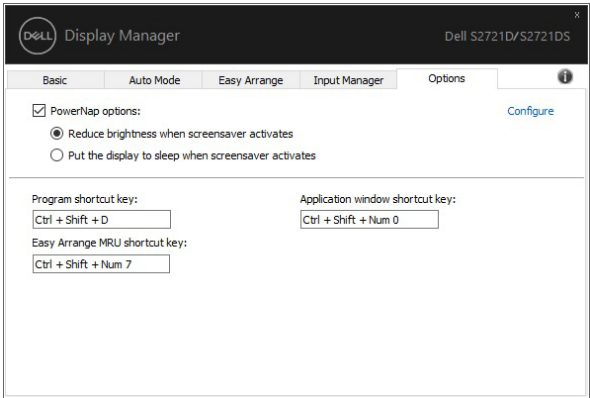 DELL Display Manager
Dell S2721D/S2721DS
x
Basic
Auto Mode
Easy Arrange
Input Manager
Options
i
PowerNap options:
Configure
Reduce brightness when screensaver activates
Put the display to sleep when screensaver activates
Program shortcut key:
Application window shortcut key:
Ctrl + Shift + D
Ctrl + Shift + Num 0
Easy Arrange MRU shortcut key:
Ctrl + Shift + Num 7